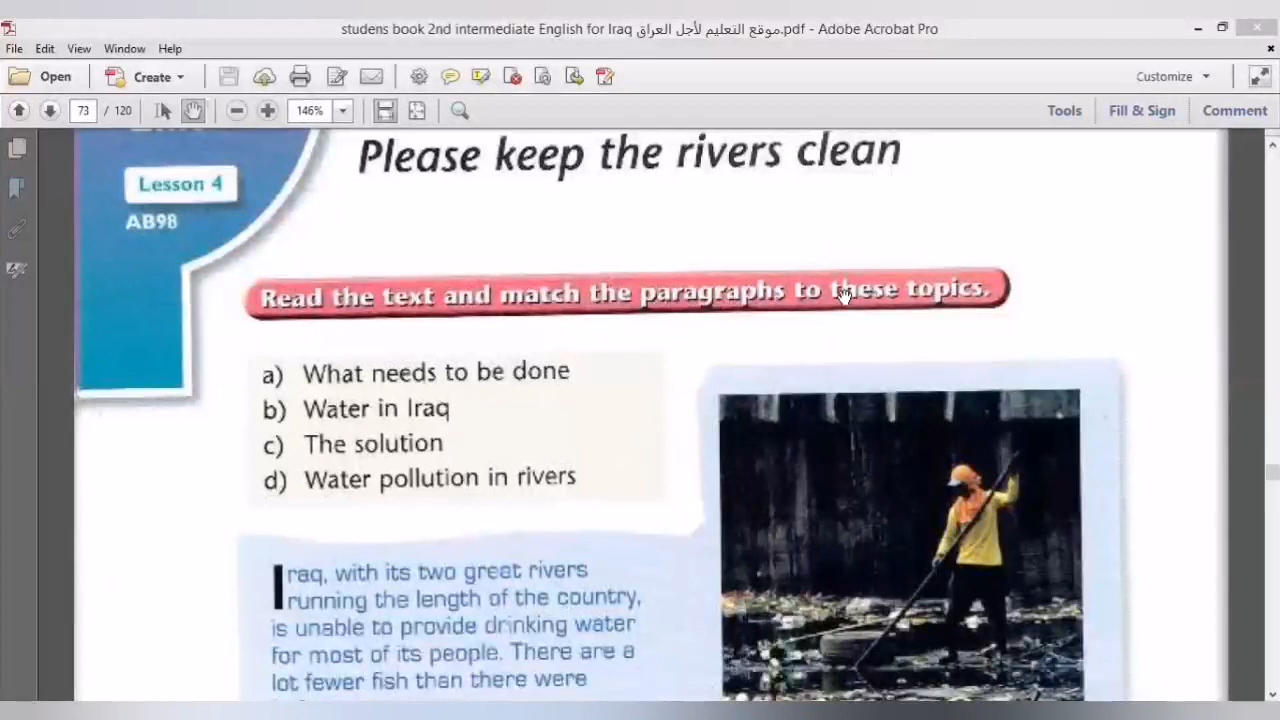 studens book 2nd intermediate English for Iraq موقع التعليم لأجل العراق.pdf - Adobe Acrobat Pro
File Edit View Window Help
Open Create Customize
73 / 120 146% Tools Fill & Sign Comment
Please keep the rivers clean
Lesson 4
AB98
Read the text and match the paragraphs to these topics.
a) What needs to be done
b) Water in Iraq
c) The solution
d) Water pollution in rivers
Iraq, with its two great rivers
running the length of the country,
is unable to provide drinking water
for most of its people. There are a
lot fewer fish than there were